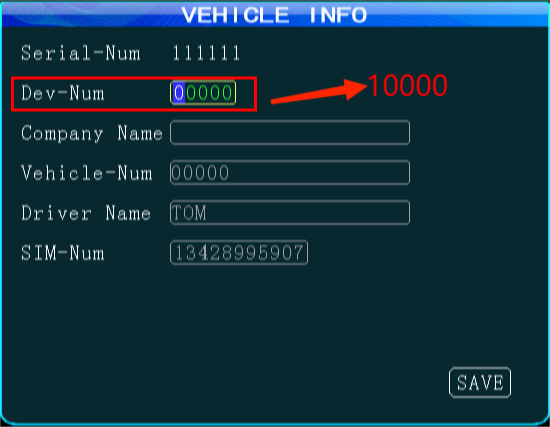 VEHICLE INFO
Serial-Num 111111
Dev-Num 00000 10000
Company Name
Vehicle-Num 00000
Driver Name TOM
SIM-Num 13428995907
SAVE